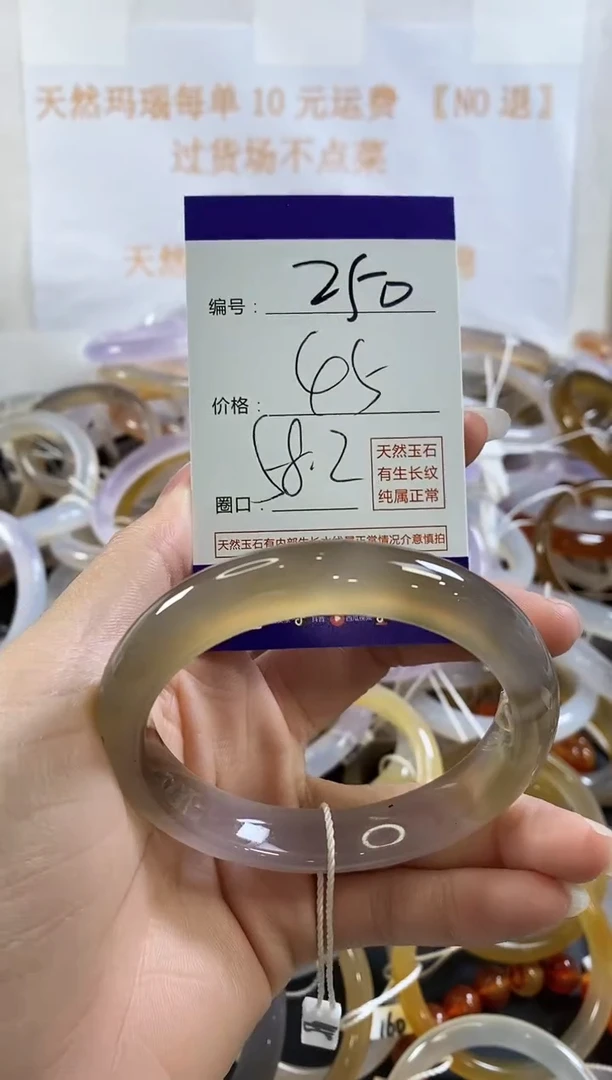 天然玛瑙每单10元运费 【NO退】
过货场不点菜
天然
编号: 250
价格: 65
圈口: 58.2
天然玉石
有生长纹
纯属正常
天然玉石有内部生长水线属正常情况介意慎拍
160